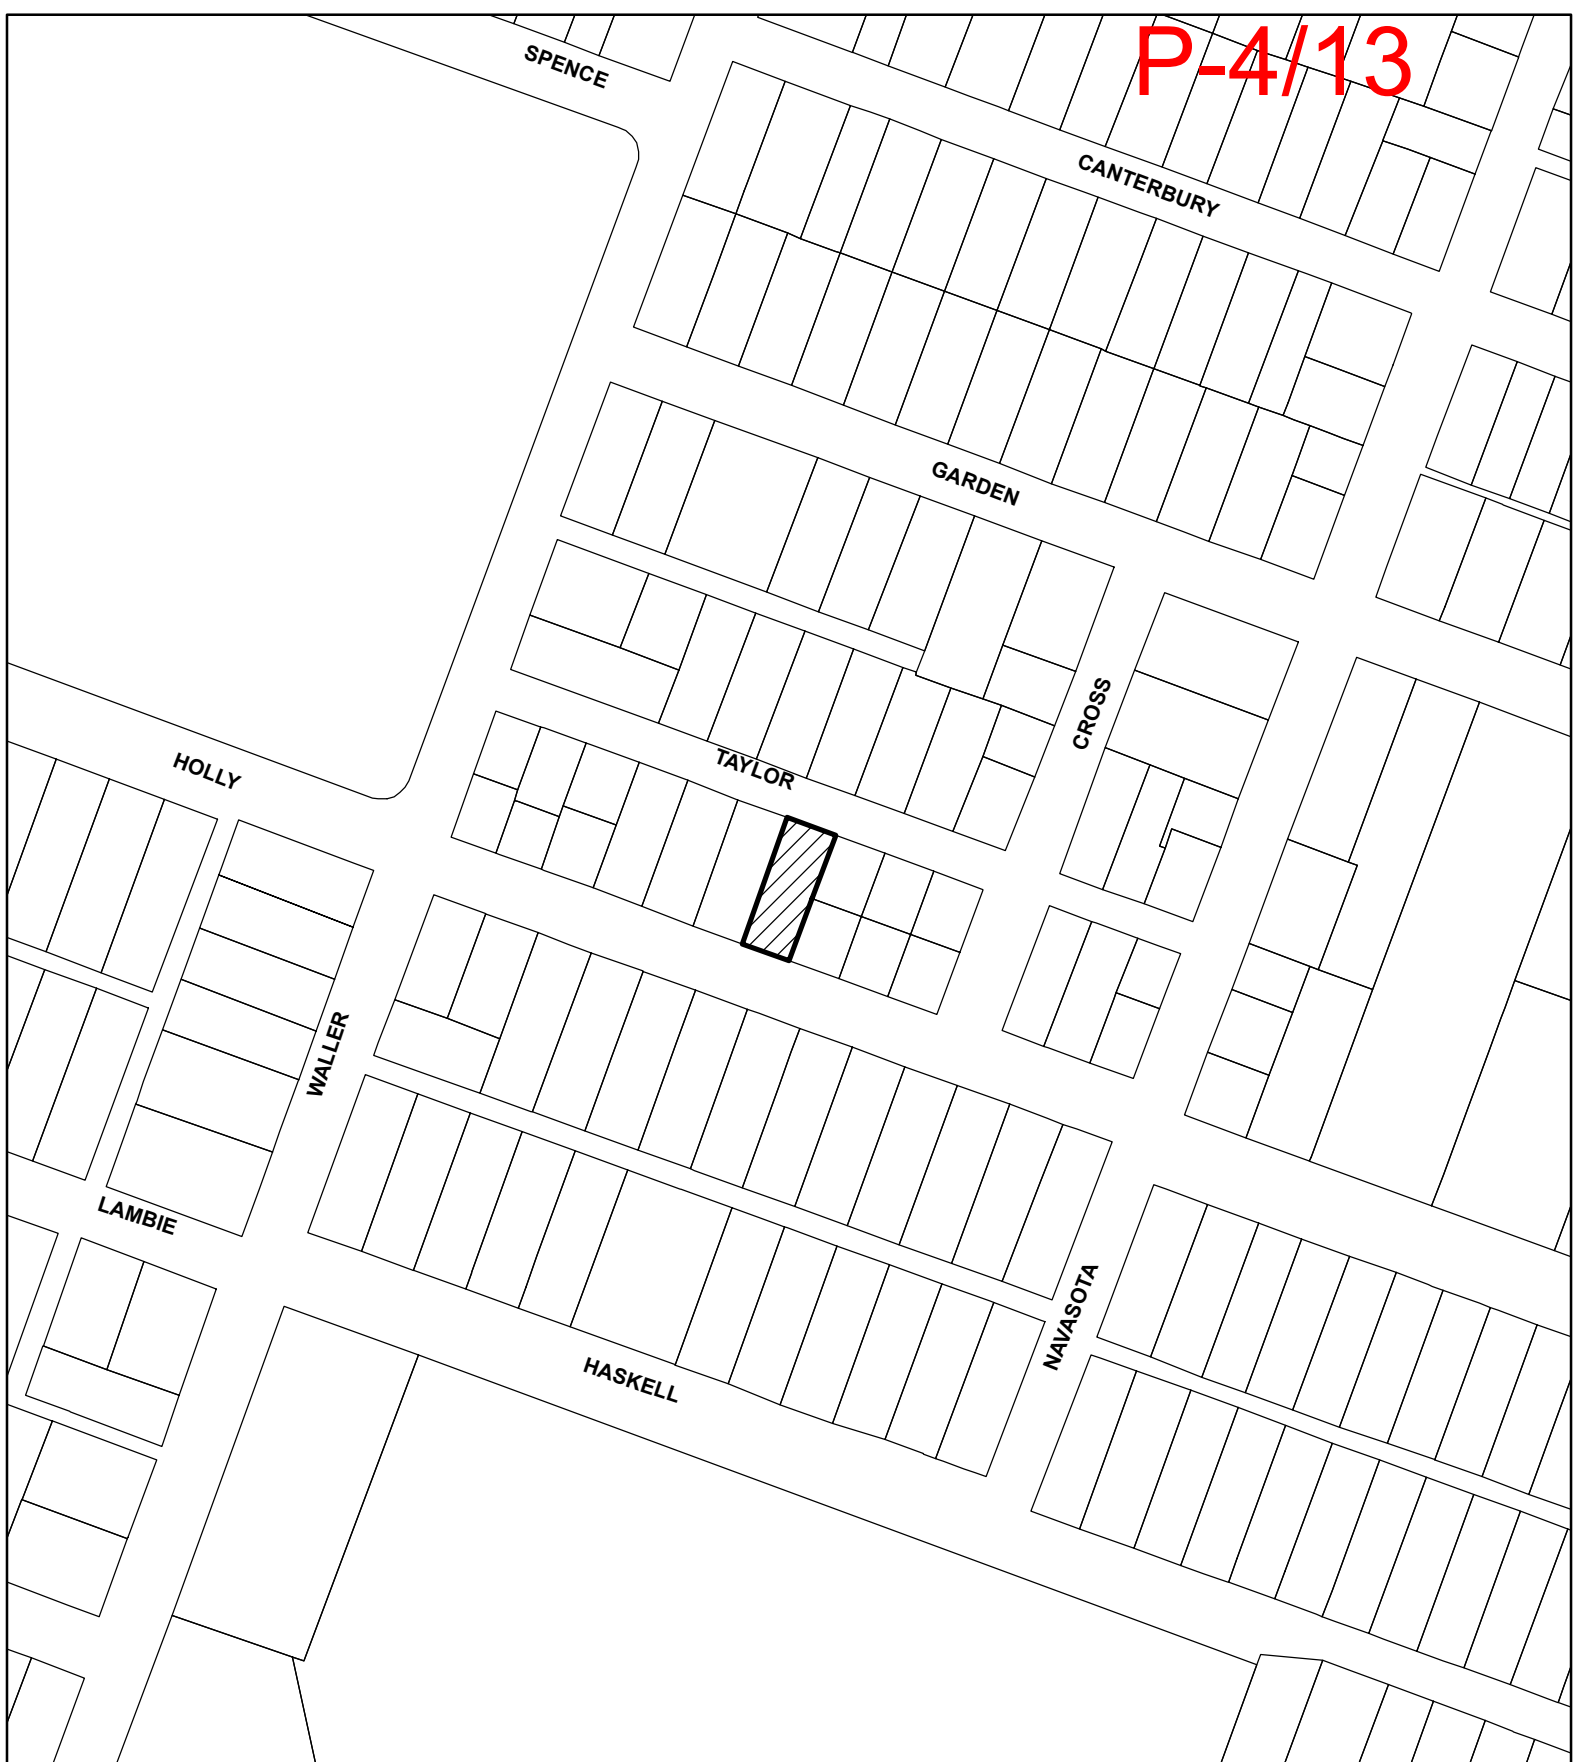 P-4/13
SPENCE
CANTERBURY
GARDEN
CROSS
TAYLOR
HOLLY
WALLER
LAMBIE
NAVASOTA
HASKELL